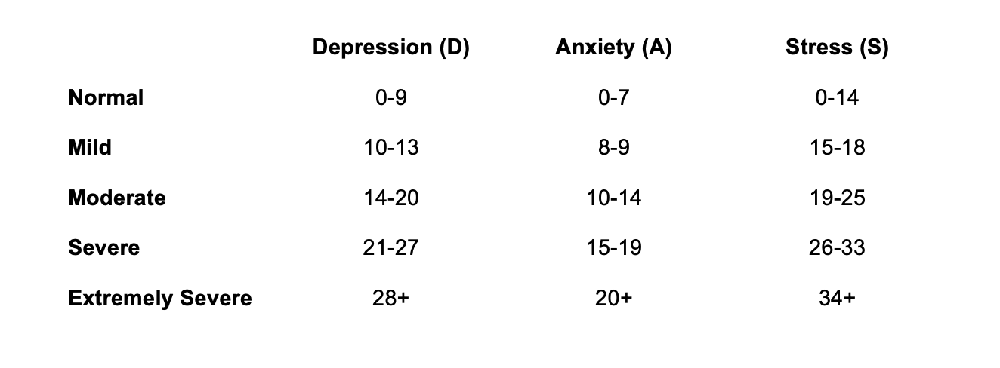 Depression (D) Anxiety (A) Stress (S)
Normal 0-9 0-7 0-14
Mild 10-13 8-9 15-18
Moderate 14-20 10-14 19-25
Severe 21-27 15-19 26-33
Extremely Severe 28+ 20+ 34+